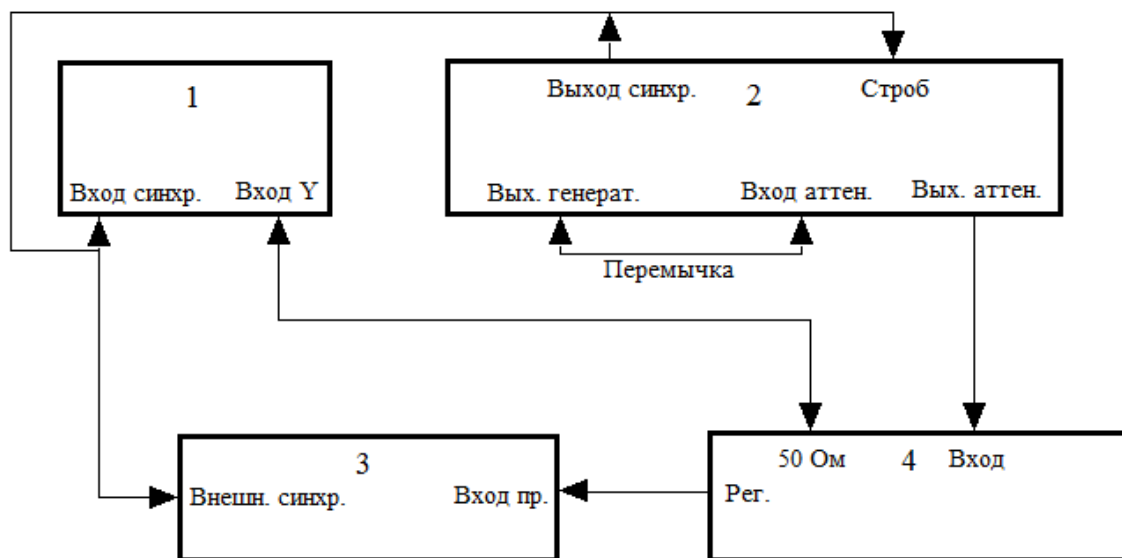 1
Вход синхр. Вход Y
Выход синхр. 2 Строб
Вых. генерат. Вход аттен. Вых. аттен.
Перемычка
3
Внешн. синхр. Вход пр.
50 Ом 4 Вход
Рег.